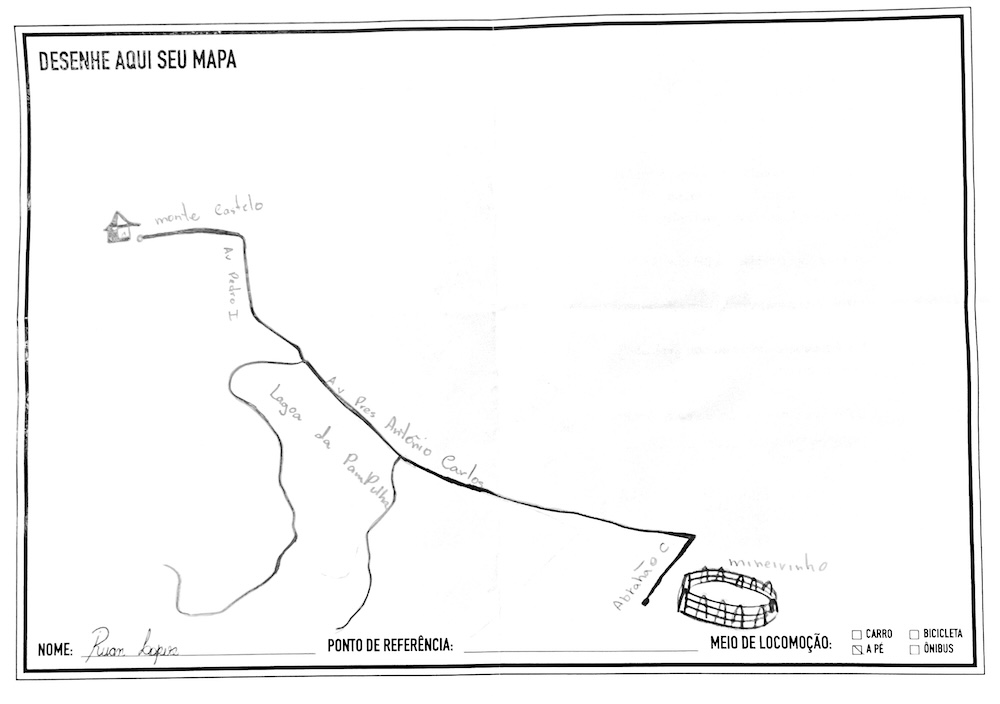 DESENHE AQUI SEU MAPA
monte Castelo
Av Pedro I
Av Pres Antônio Carlos
Lagoa da PamPulha
Abrahão C
mineirinho
NOME: Ruan Lopes
PONTO DE REFERÊNCIA:
MEIO DE LOCOMOÇÃO:
CARRO BICICLETA
A PÉ ÔNIBUS